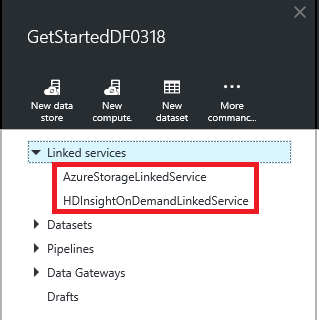 GetStartedDF0318
New data
store
New
compute.
New
dataset
More
commanc...
Linked services
AzureStorageLinkedService
HDInsightOnDemandLinkedService
Datasets
Pipelines
Data Gateways
Drafts